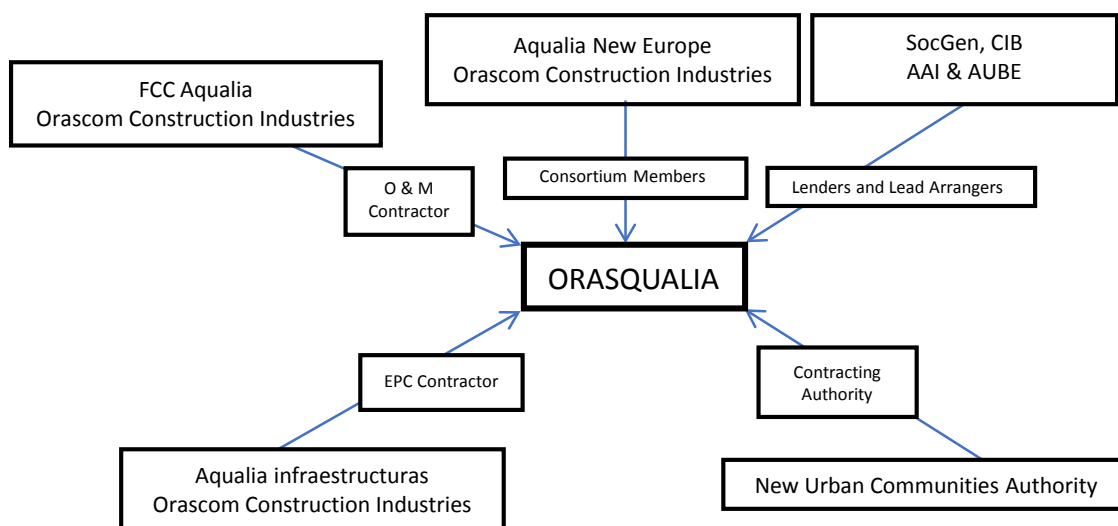 Aqualia New Europe
Orascom Construction Industries
SocGen, CIB
AAI & AUBE
FCC Aqualia
Orascom Construction Industries
O & M
Contractor
Consortium Members
Lenders and Lead Arrangers
ORASQUALIA
EPC Contractor
Contracting
Authority
Aqualia infraestructuras
Orascom Construction Industries
New Urban Communities Authority